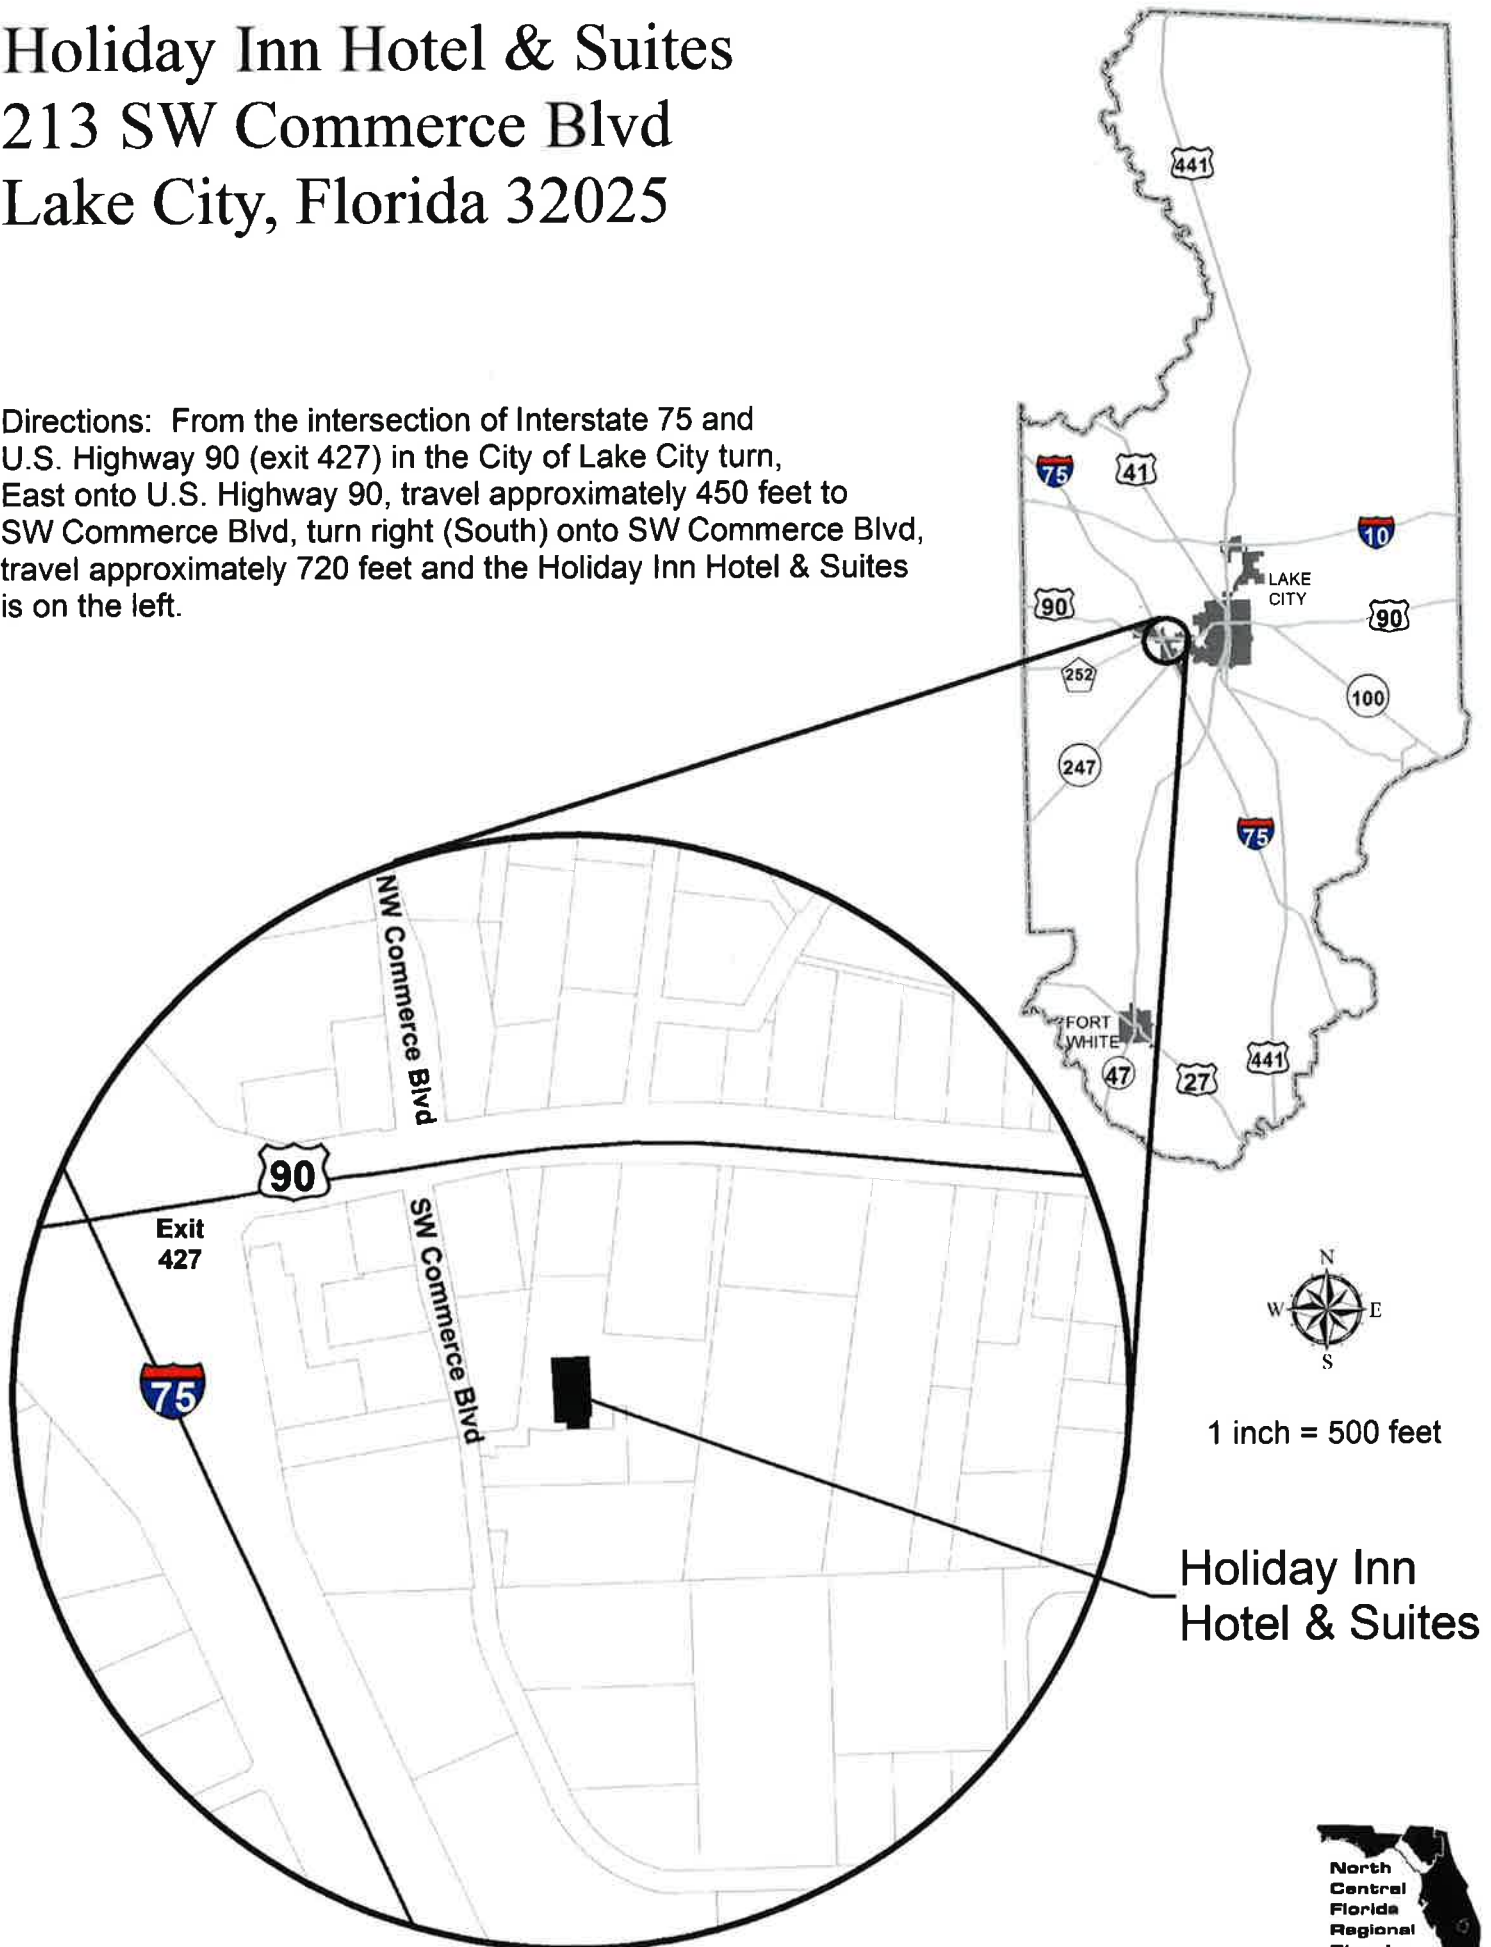 Holiday Inn Hotel & Suites
213 SW Commerce Blvd
Lake City, Florida 32025
Directions: From the intersection of Interstate 75 and
U.S. Highway 90 (exit 427) in the City of Lake City turn,
East onto U.S. Highway 90, travel approximately 450 feet to
SW Commerce Blvd, turn right (South) onto SW Commerce Blvd,
travel approximately 720 feet and the Holiday Inn Hotel & Suites
is on the left.
441
75
41
10
LAKE
CITY
90
90
252
100
247
75
FORT
WHITE
47
27
441
NW Commerce Blvd
90
Exit
427
SW Commerce Blvd
75
N
W
E
S
1 inch = 500 feet
Holiday Inn
Hotel & Suites
North
Central
Florida
Regional